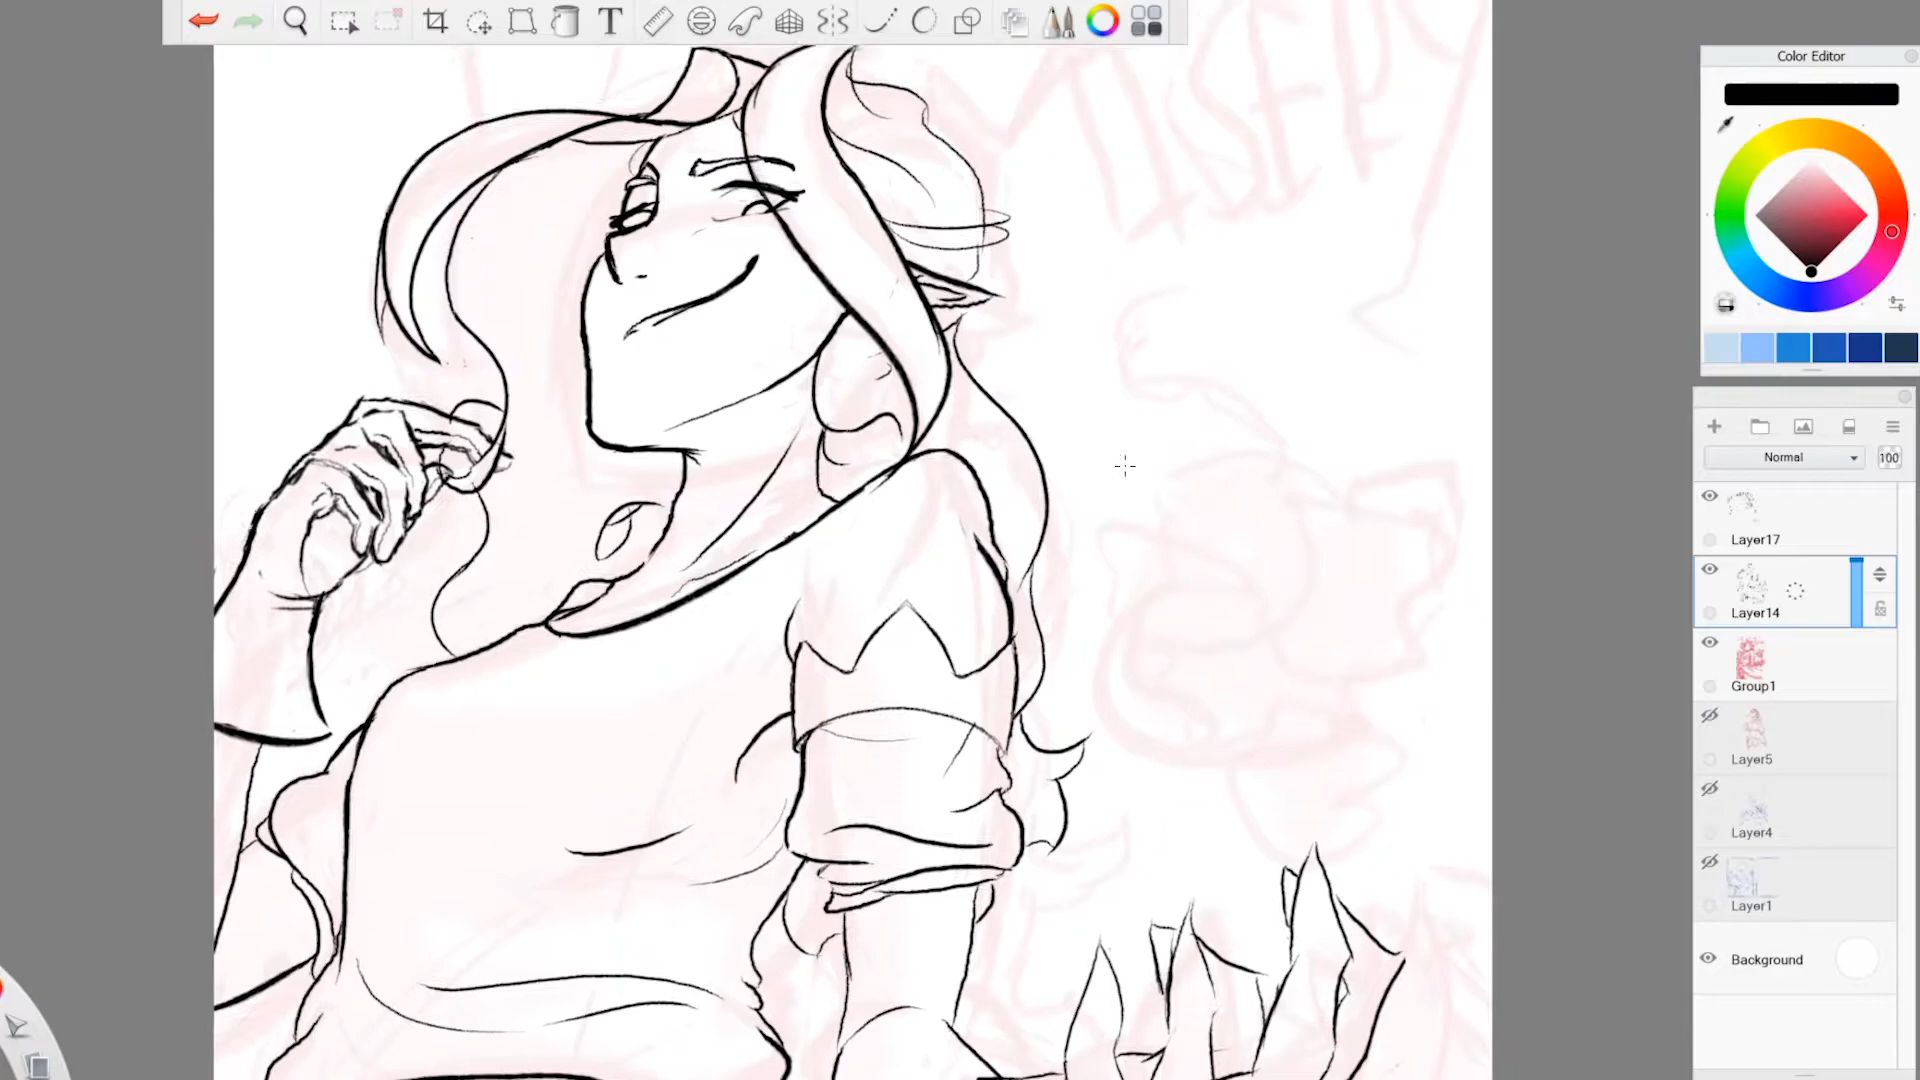 Color Editor
Normal
100
Layer17
Layer14
Group1
Layer5
Layer4
Layer1
Background